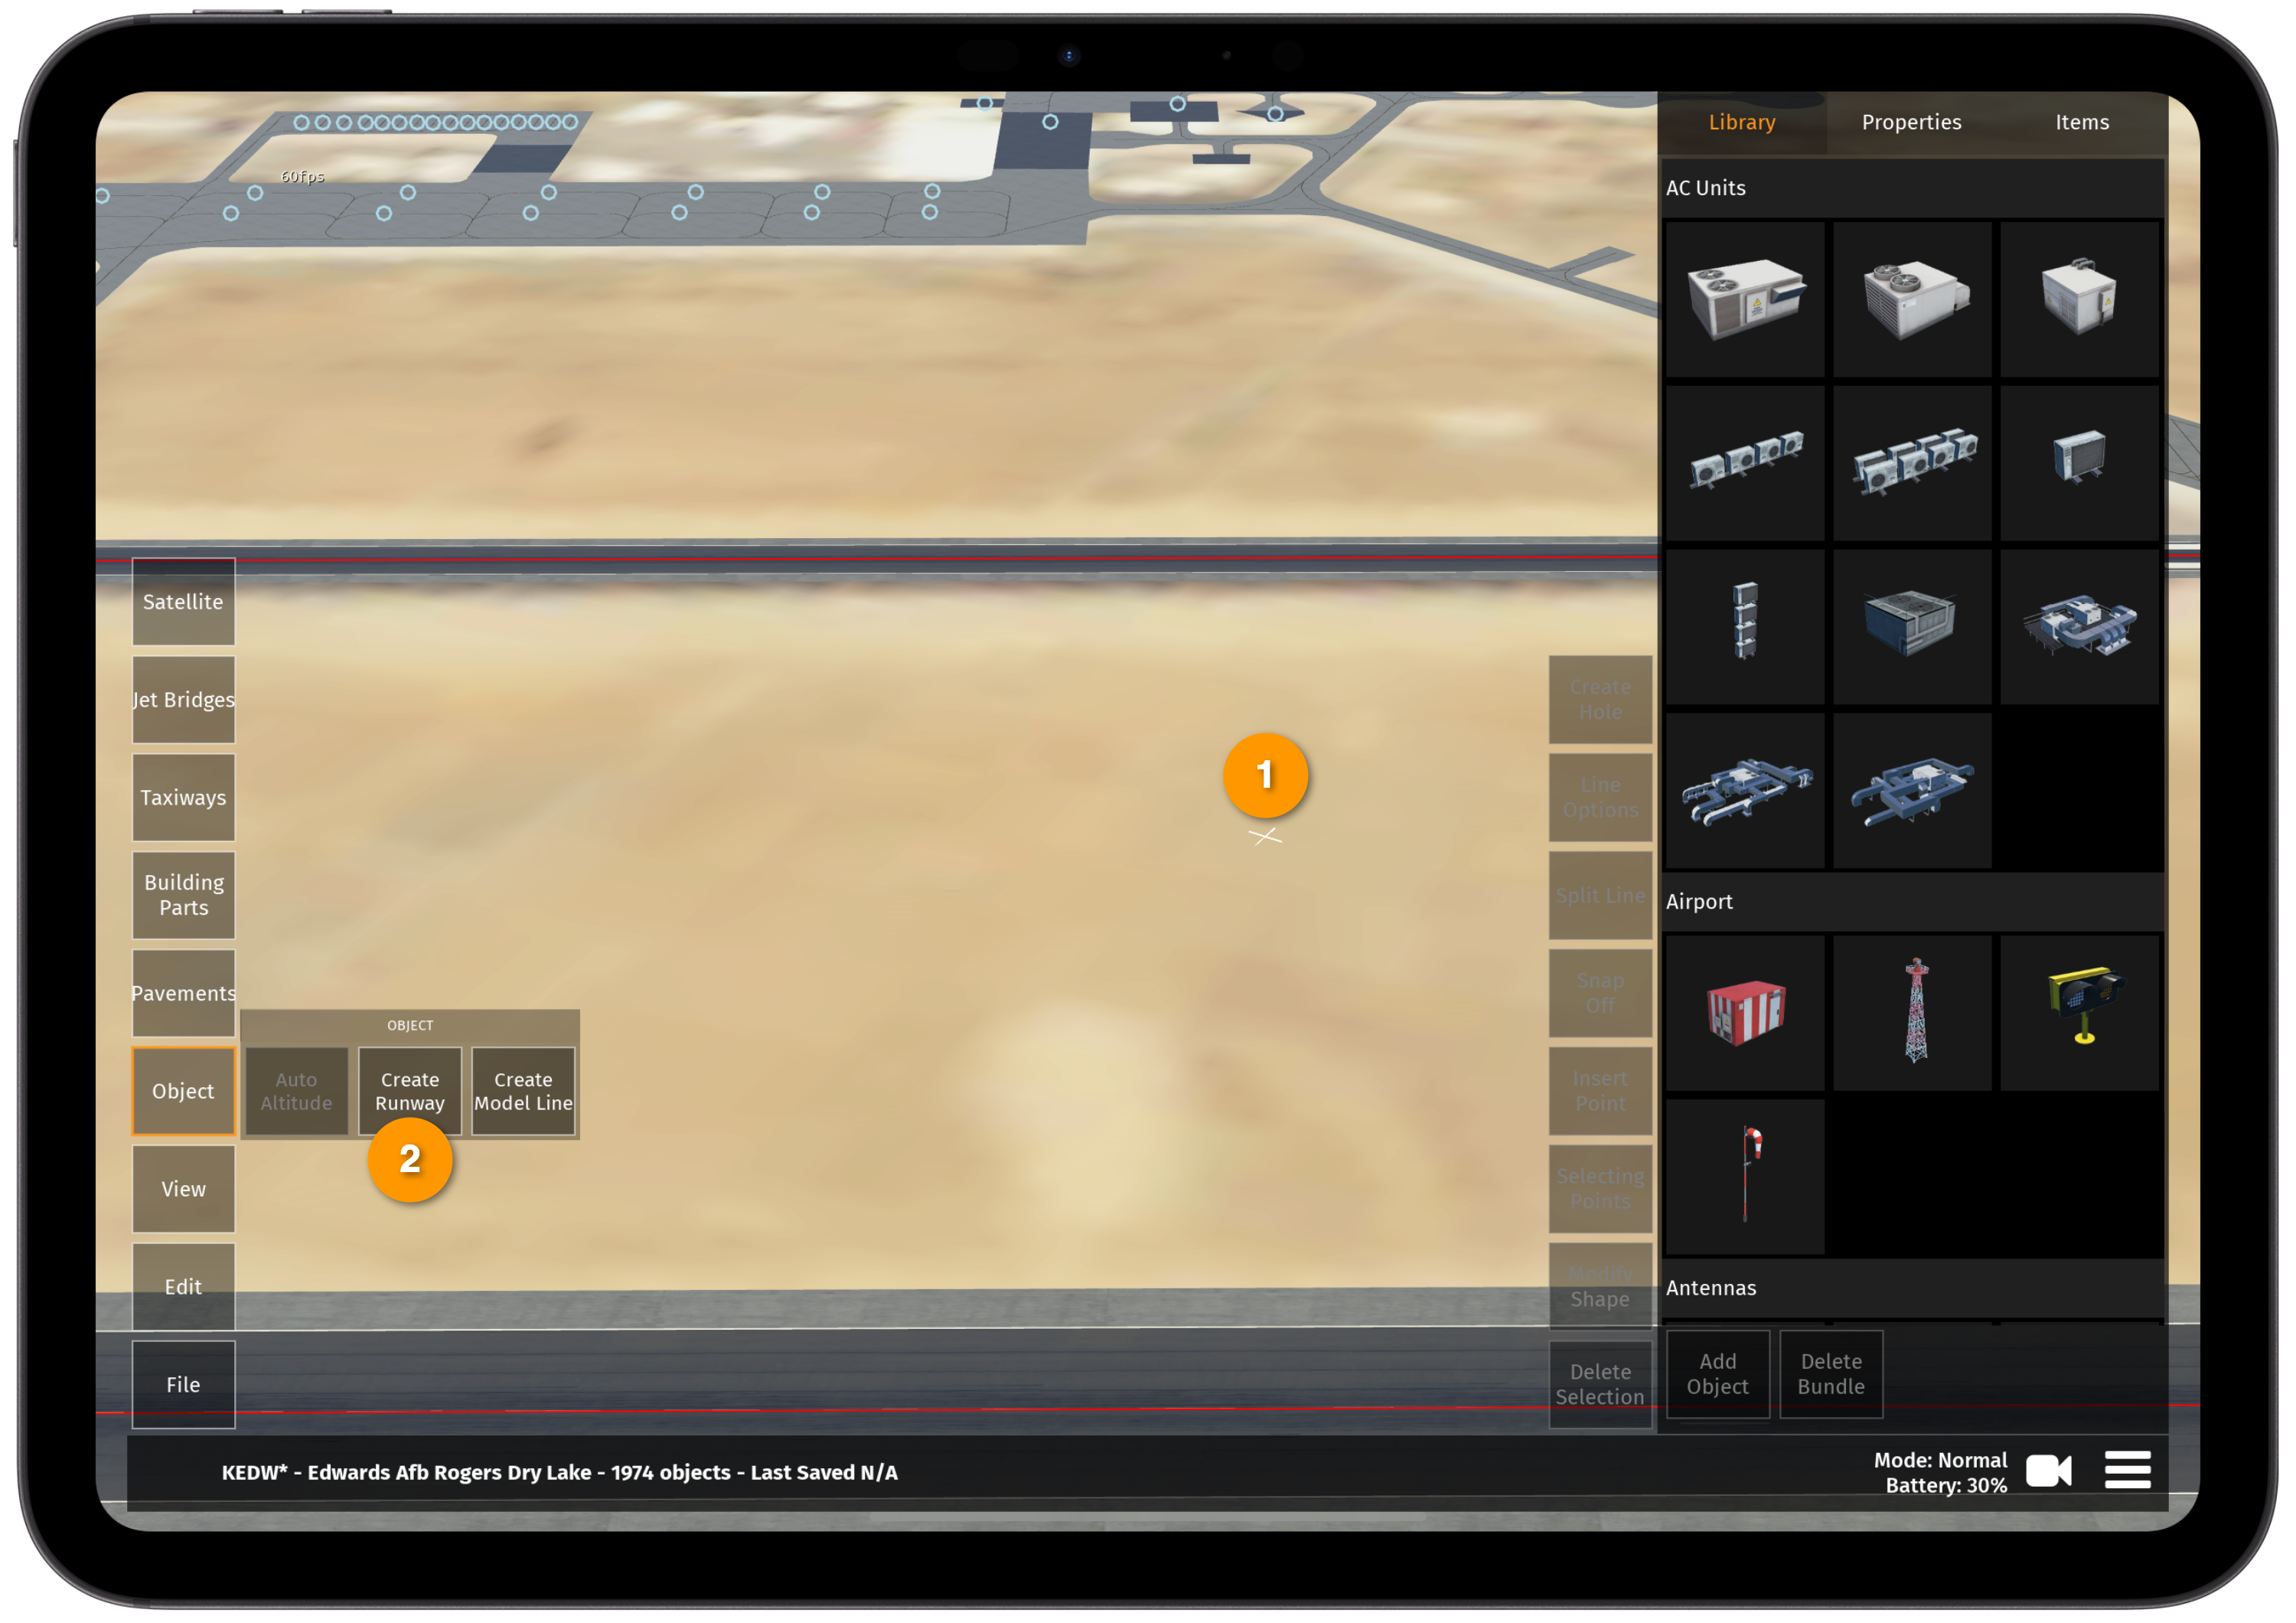 Library
Properties
Items
60fps
AC Units
Satellite
Jet Bridges
Taxiways
Building
Parts
Pavements
OBJECT
Object
Auto
Altitude
Create
Runway
Create
Model Line
View
Edit
File
1
2
Create
Hole
Line
Options
Split Line
Snap
Off
Insert
Point
Selecting
Points
Modify
Shape
Delete
Selection
Airport
Antennas
Add
Object
Delete
Bundle
KEDW* - Edwards Afb Rogers Dry Lake - 1974 objects - Last Saved N/A
Mode: Normal
Battery: 30%